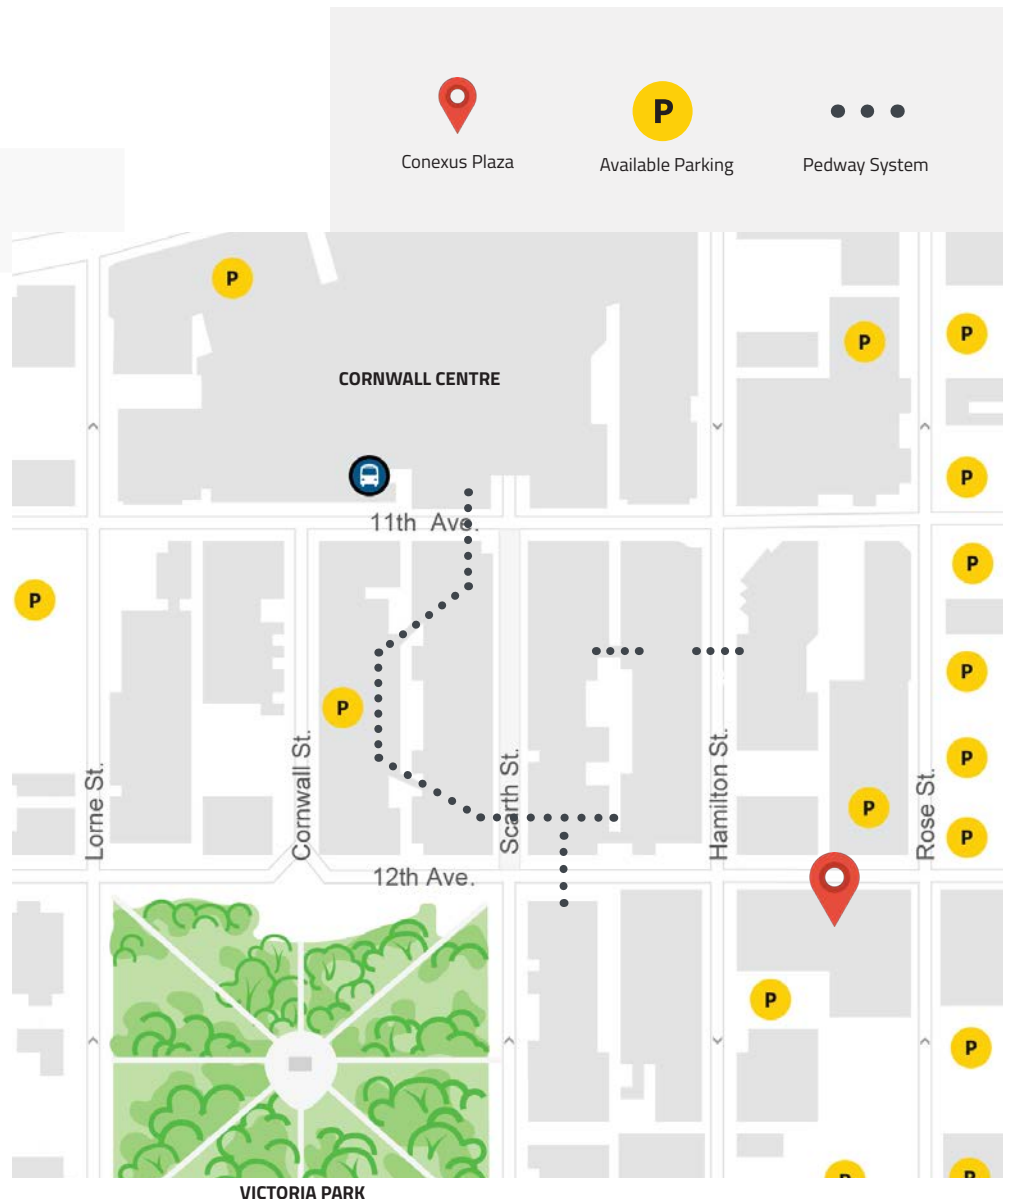 P
Conexus Plaza
Available Parking
Pedway System
P
P
P
CORNWALL CENTRE
P
11th Ave.
P
P
P
P
Lorne St.
Cornwall St.
Scarth St.
Hamilton St.
Rose St.
P
P
P
12th Ave.
P
P
P
P
VICTORIA PARK